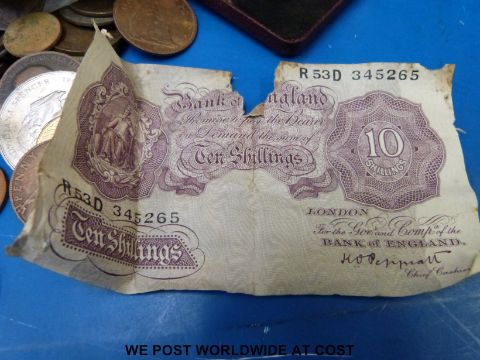 R53D 345265
Bank of England
Promise to pay the Bearer
on Demand the sum of
Ten Shillings
10
SHILLINGS
R53D 345265
Ten Shillings
LONDON
For the Gov.r and Comp.a of the
BANK OF ENGLAND.
K O Peppiatt
Chief Cashier
PENNY
WE POST WORLDWIDE AT COST